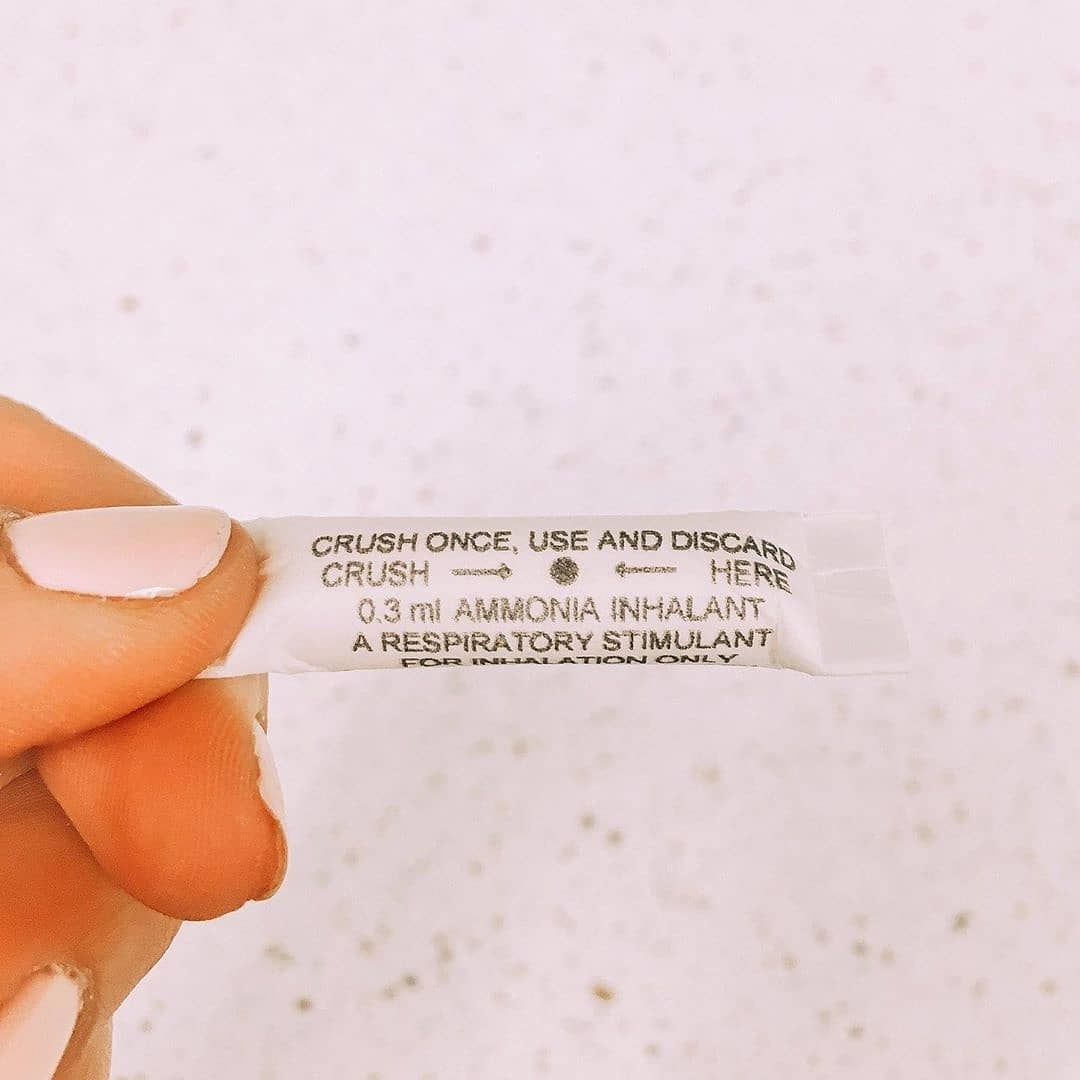 CRUSH ONCE, USE AND DISCARD
CRUSH → ● ← HERE
0.3 ml AMMONIA INHALANT
A RESPIRATORY STIMULANT
FOR INHALATION ONLY